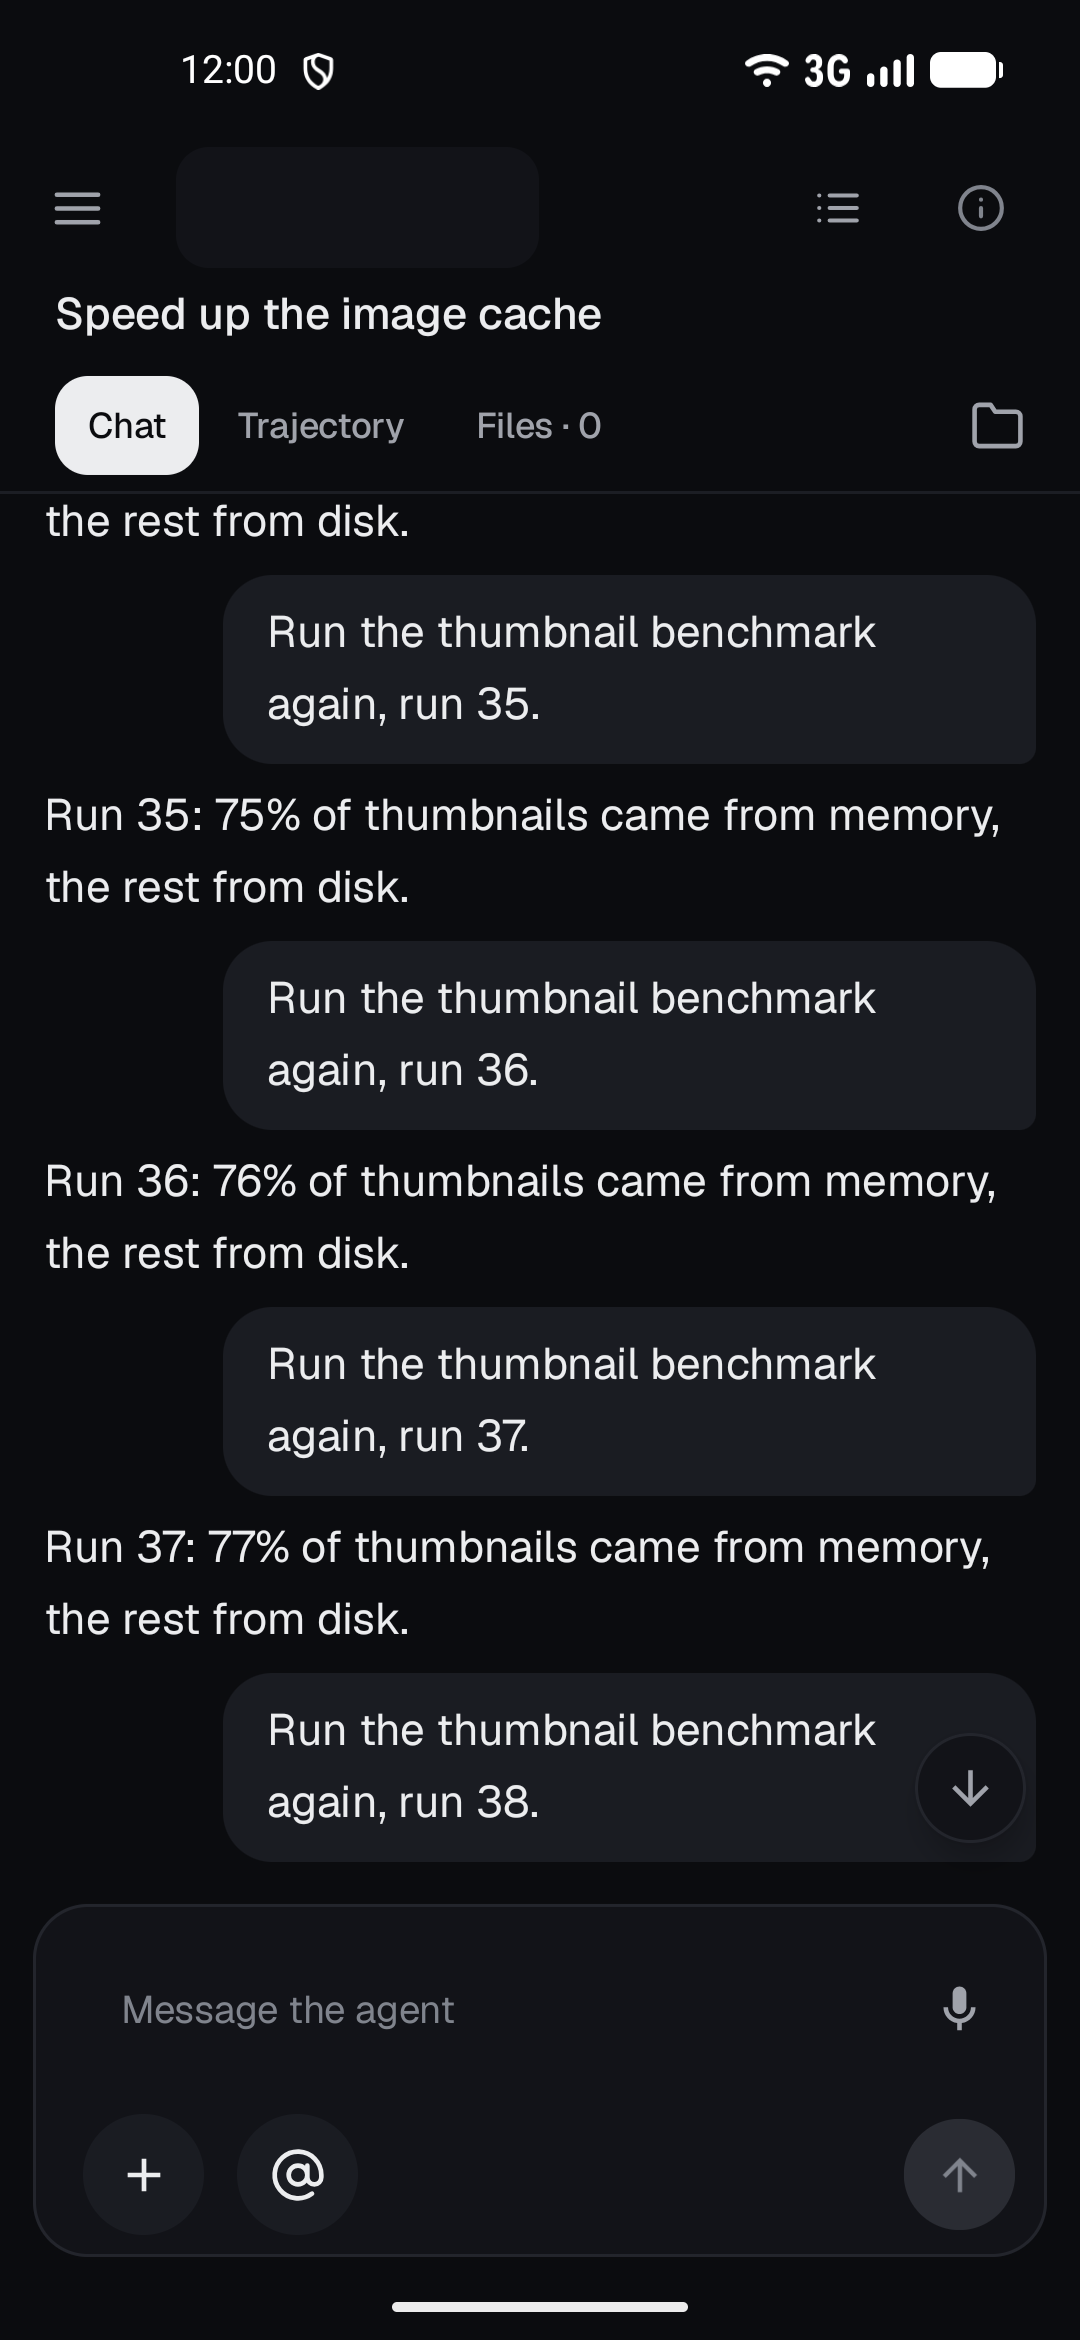 12:00
3G
Speed up the image cache
Chat
Trajectory
Files · 0
the rest from disk.
Run the thumbnail benchmark
again, run 35.
Run 35: 75% of thumbnails came from memory,
the rest from disk.
Run the thumbnail benchmark
again, run 36.
Run 36: 76% of thumbnails came from memory,
the rest from disk.
Run the thumbnail benchmark
again, run 37.
Run 37: 77% of thumbnails came from memory,
the rest from disk.
Run the thumbnail benchmark
again, run 38.
Message the agent